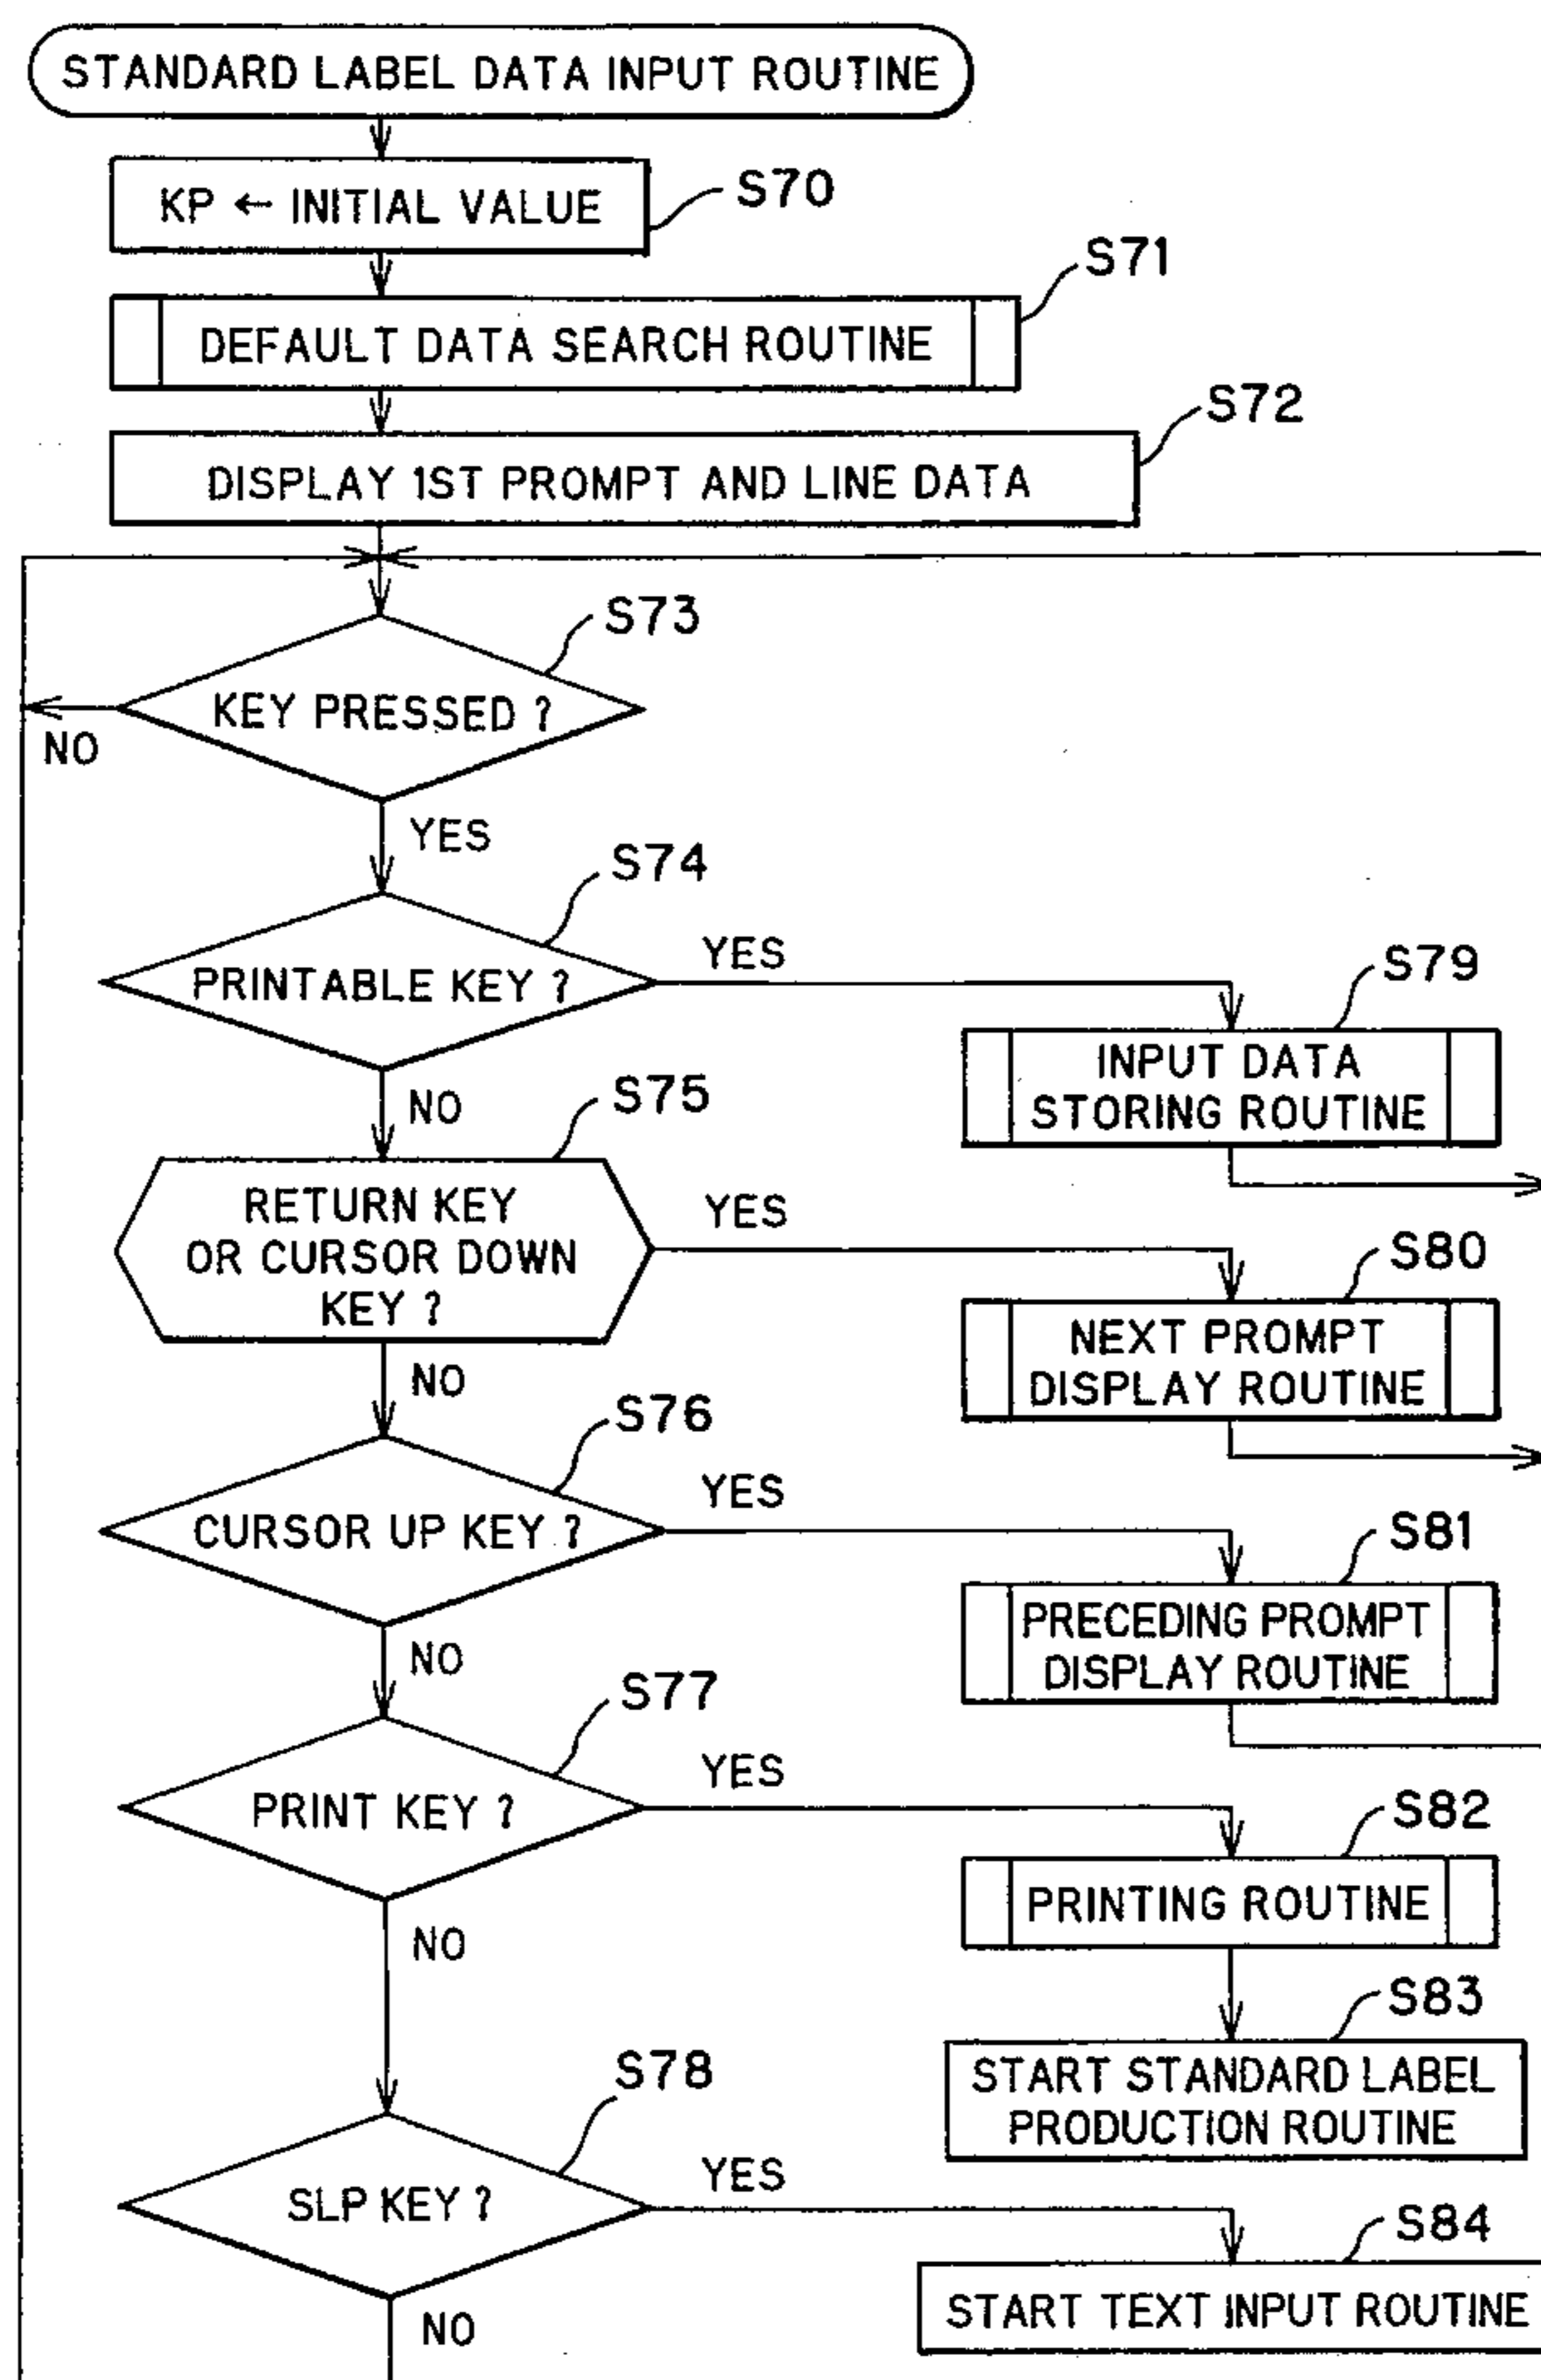 STANDARD LABEL DATA INPUT ROUTINE
KP ← INITIAL VALUE
S70
S71
DEFAULT DATA SEARCH ROUTINE
S72
DISPLAY 1ST PROMPT AND LINE DATA
S73
KEY PRESSED ?
NO
YES
S74
PRINTABLE KEY ?
YES
S79
INPUT DATA
STORING ROUTINE
NO
S75
RETURN KEY
OR CURSOR DOWN
KEY ?
YES
S80
NEXT PROMPT
DISPLAY ROUTINE
NO
S76
CURSOR UP KEY ?
YES
S81
PRECEDING PROMPT
DISPLAY ROUTINE
NO
S77
PRINT KEY ?
YES
S82
PRINTING ROUTINE
NO
S83
START STANDARD LABEL
PRODUCTION ROUTINE
S78
SLP KEY ?
YES
S84
START TEXT INPUT ROUTINE
NO